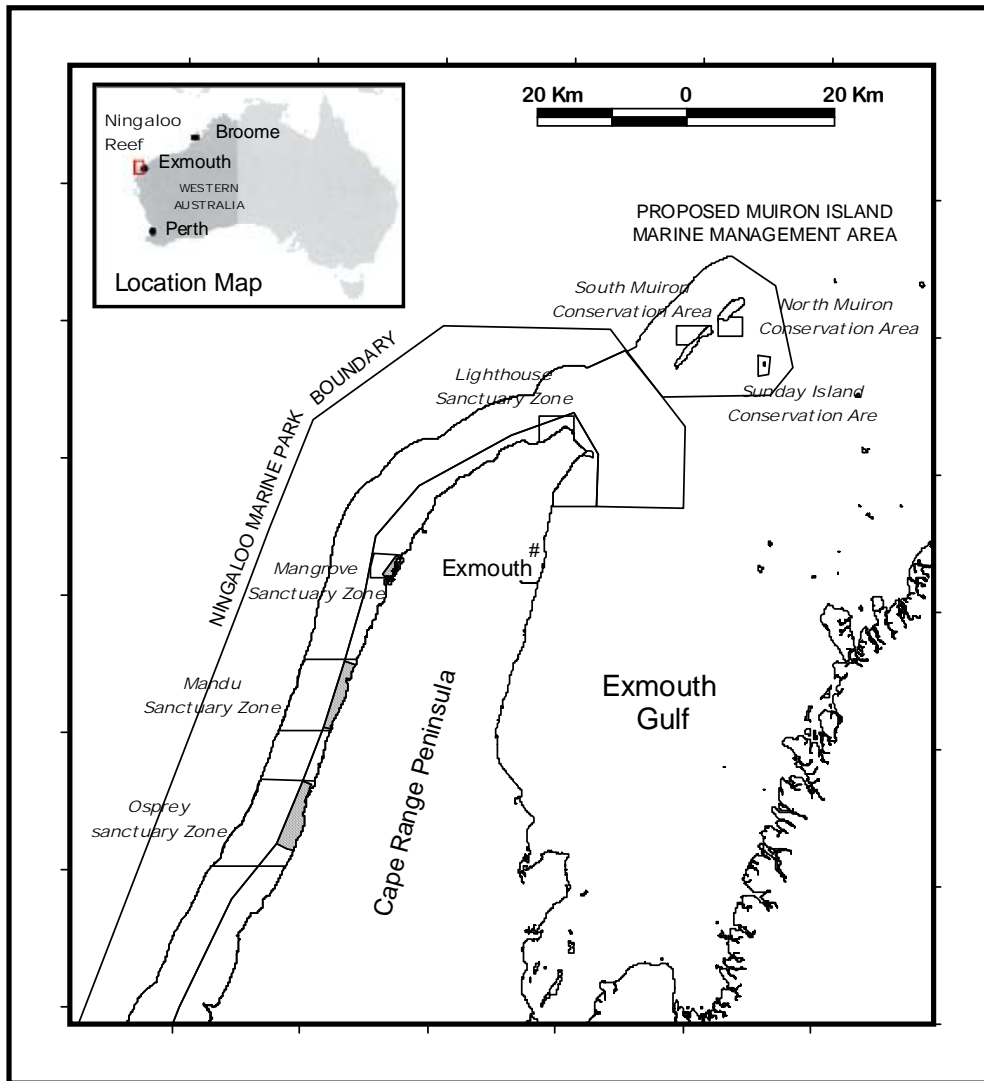 20 Km 0 20 Km
Ningaloo
Reef
Broome
Exmouth
WESTERN
AUSTRALIA
Perth
Location Map
PROPOSED MUIRON ISLAND
MARINE MANAGEMENT AREA
South Muiron
Conservation Area
North Muiron
Conservation Area
Sunday Island
Conservation Are
NINGALOO MARINE PARK BOUNDARY
Lighthouse
Sanctuary Zone
#
Exmouth
Mangrove
Sanctuary Zone
Mandu
Sanctuary Zone
Exmouth
Gulf
Osprey
sanctuary Zone
Cape Range Peninsula